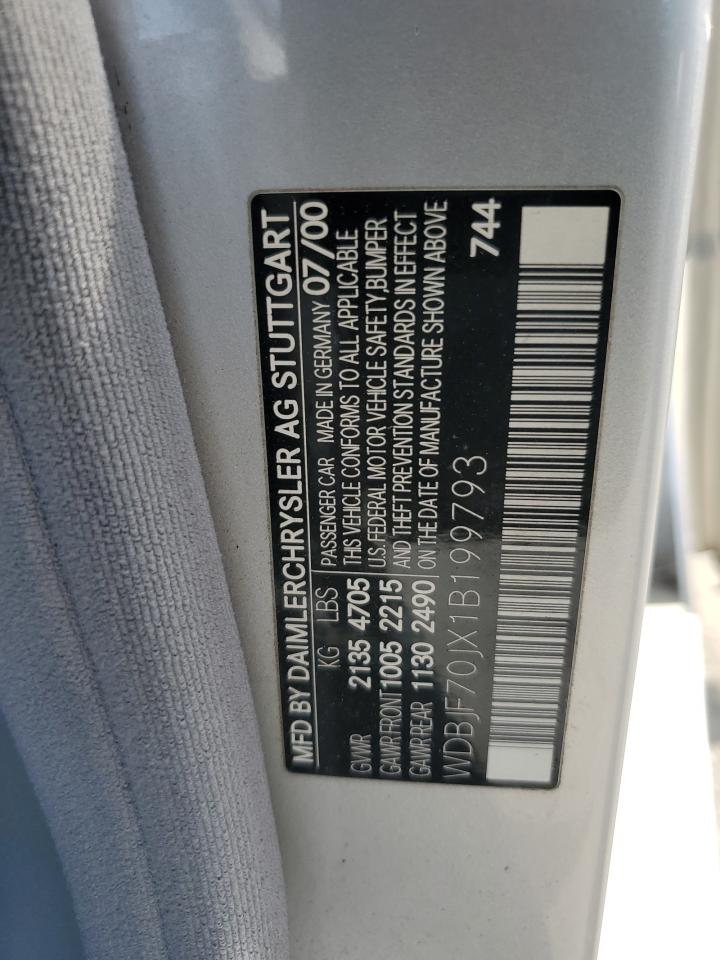 MFD BY DAIMLERCHRYSLER AG STUTTGART
KG LBS PASSENGER CAR MADE IN GERMANY 07/00
GVWR 2135 4705 THIS VEHICLE CONFORMS TO ALL APPLICABLE
GAWR FRONT 1005 2215 U.S. FEDERAL MOTOR VEHICLE SAFETY,BUMPER
GAWR REAR 1130 2490 AND THEFT PREVENTION STANDARDS IN EFFECT
ON THE DATE OF MANUFACTURE SHOWN ABOVE
WDBJF70JX1B199793 744